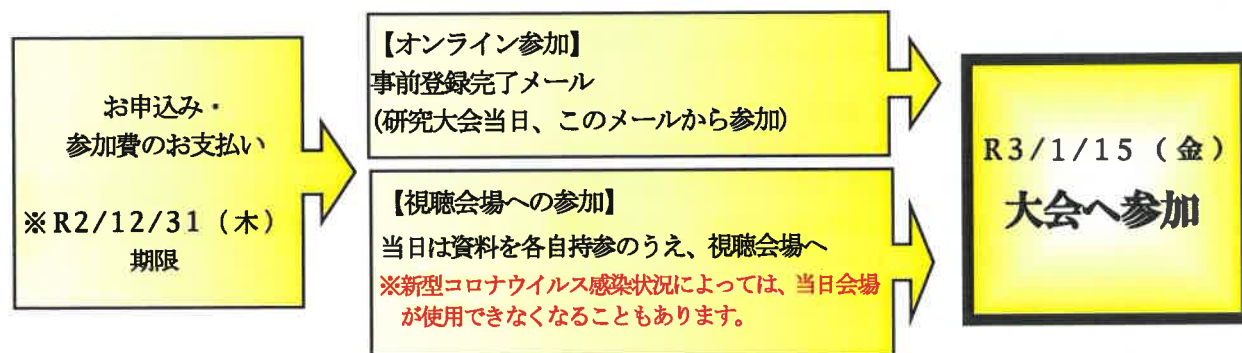 お申込み・
参加費のお支払い
※R2/12/31（木）
期限
【オンライン参加】
事前登録完了メール
(研究大会当日、このメールから参加)
【視聴会場への参加】
当日は資料を各自持参のうえ、視聴会場へ
※新型コロナウイルス感染状況によっては、当日会場
が使用できなくなることもあります。
R3/1/15（金）
大会へ参加